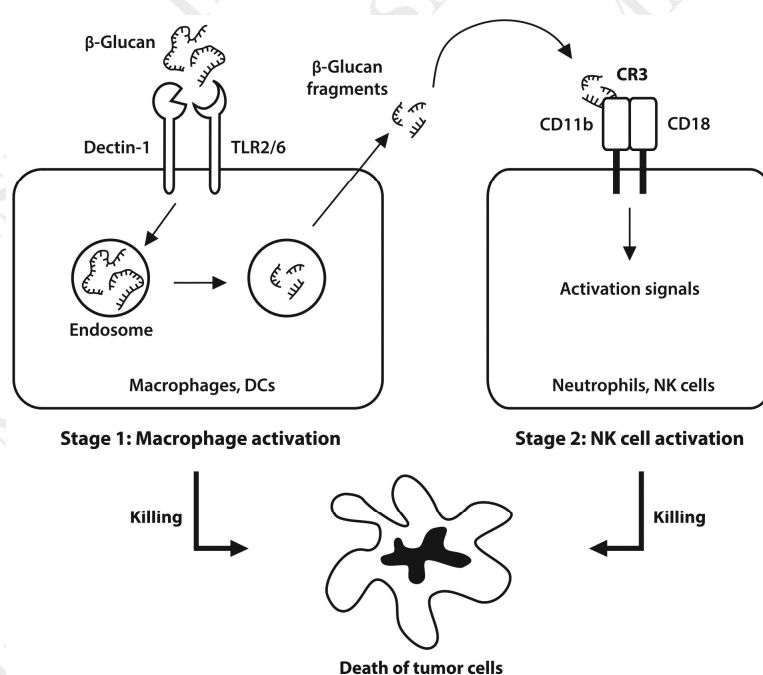 β-Glucan
β-Glucan
fragments
CR3
CD11b
CD18
Dectin-1
TLR2/6
Endosome
Activation signals
Macrophages, DCs
Neutrophils, NK cells
Stage 1: Macrophage activation
Stage 2: NK cell activation
Killing
Killing
Death of tumor cells